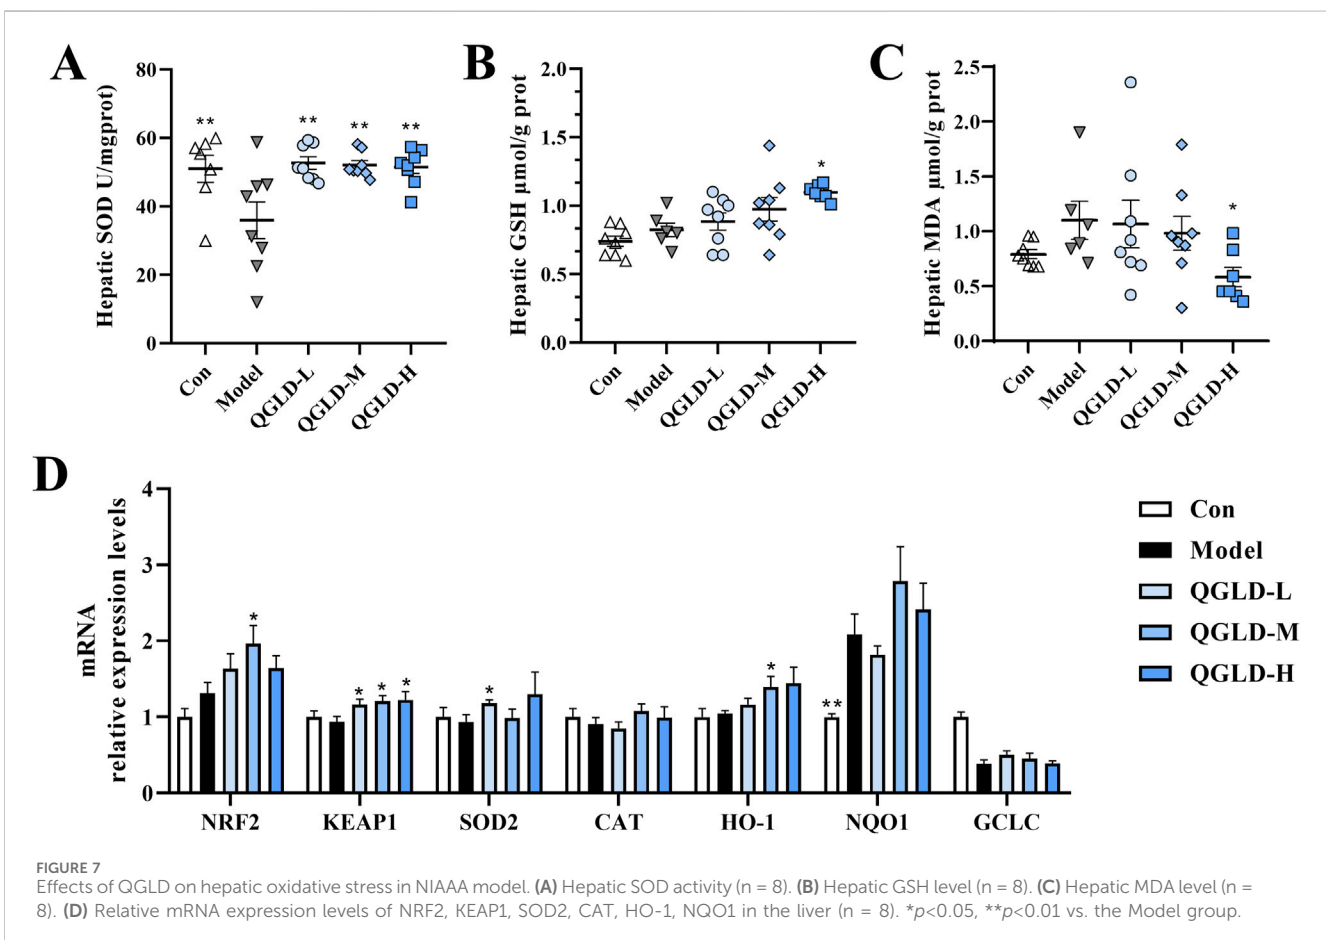 A
Hepatic SOD U/mgprot
80
60
40
20
0
** ** ** **
Con
Model
QGLD-L
QGLD-M
QGLD-H
B
Hepatic GSH μmol/g prot
2.0
1.5
1.0
0.5
0.0
*
Con
Model
QGLD-L
QGLD-M
QGLD-H
C
Hepatic MDA μmol/g prot
2.5
2.0
1.5
1.0
0.5
0.0
*
Con
Model
QGLD-L
QGLD-M
QGLD-H
D
mRNA
relative expression levels
4
3
2
1
0
* * * * * * **
NRF2 KEAP1 SOD2 CAT HO-1 NQO1 GCLC
Con
Model
QGLD-L
QGLD-M
QGLD-H
FIGURE 7
Effects of QGLD on hepatic oxidative stress in NIAAA model. (A) Hepatic SOD activity (n = 8). (B) Hepatic GSH level (n = 8). (C) Hepatic MDA level (n =
8). (D) Relative mRNA expression levels of NRF2, KEAP1, SOD2, CAT, HO-1, NQO1 in the liver (n = 8). *p<0.05, **p<0.01 vs. the Model group.